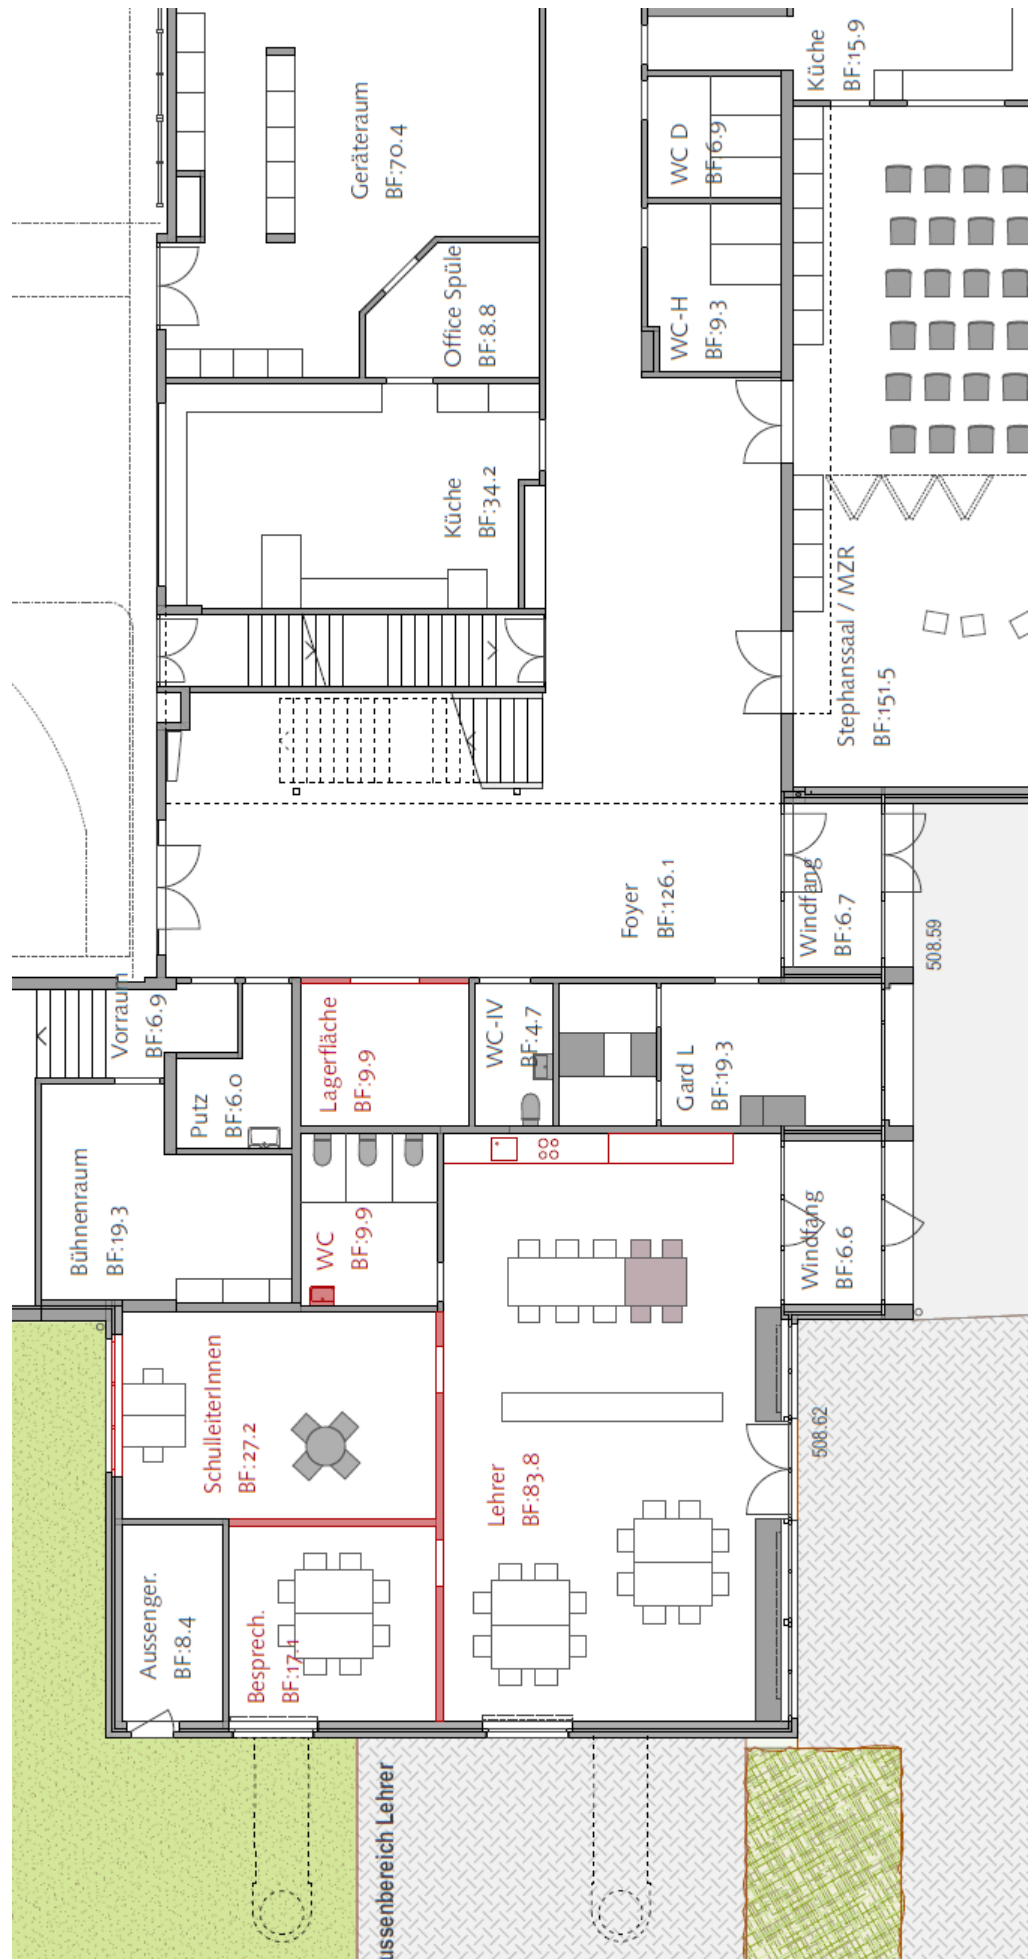 Küche
BF:15.9
Geräteraum
BF:70.4
WC D
BF:6.9
Office Spüle
BF:8.8
WC-H
BF:9.3
Küche
BF:34.2
Stephanssaal / MZR
BF:151.5
Foyer
BF:126.1
Windfang
BF:6.7
508.59
Vorraum
BF:6.9
Lagerfläche
BF:9.9
WC-IV
BF:4.7
Gard L
BF:19.3
Putz
BF:6.0
Bühnenraum
BF:19.3
WC
BF:9.9
Windfang
BF:6.6
SchulleiterInnen
BF:27.2
Lehrer
BF:83.8
508.62
Aussenger.
BF:8.4
Besprech.
BF:17.1
ussenbereich Lehrer